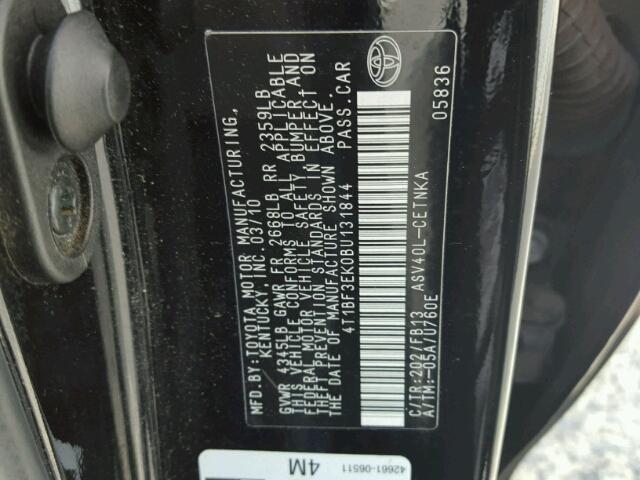 MFD.BY:TOYOTA MOTOR MANUFACTURING,
KENTUCKY, INC. 03/10
GVWR 4345LB GAWR FR 2668LB RR 2359LB
THIS VEHICLE CONFORMS TO ALL APPLICABLE
FEDERAL MOTOR VEHICLE SAFETY, BUMPER, AND
THEFT PREVENTION STANDARDS IN EFFECT ON
THE DATE OF MANUFACTURE SHOWN ABOVE.
4T1BF3EK0BU131844 PASS.CAR
C/TR:202/FB13 ASV40L-CETNKA
A/TM:-05A/U760E
05836
42661-06511
4M